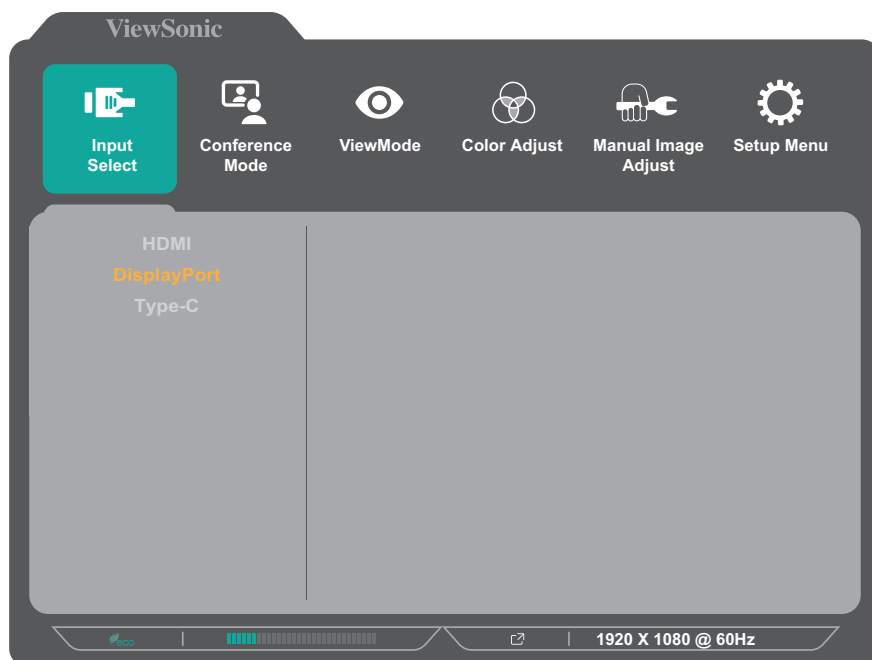 ViewSonic
Input
Select
Conference
Mode
ViewMode
Color Adjust
Manual Image
Adjust
Setup Menu
HDMI
DisplayPort
Type-C
eco
1920 X 1080 @ 60Hz